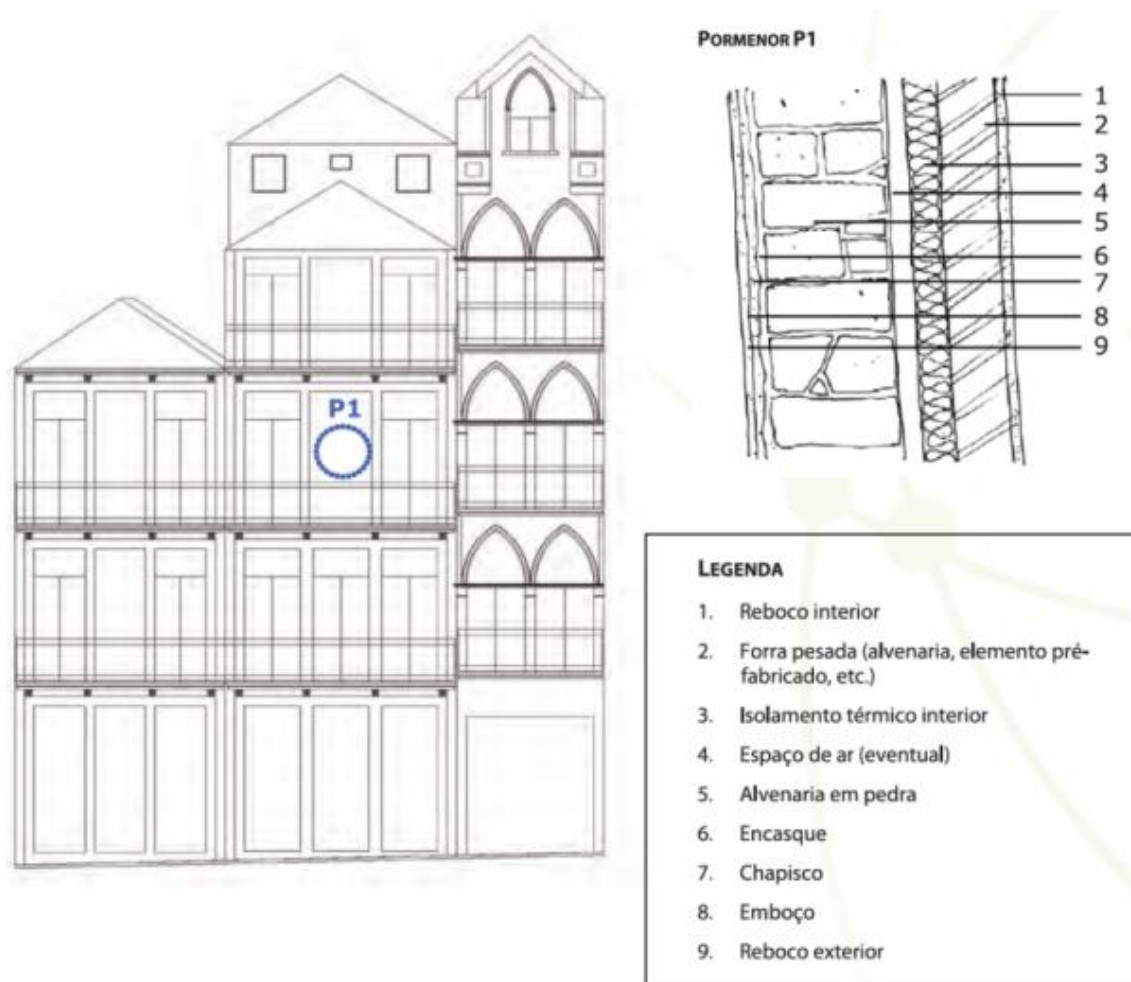 PORMENOR P1
1
2
3
4
5
6
7
8
9
P1
LEGENDA
1. Reboco interior
2. Forra pesada (alvenaria, elemento pré-
fabricado, etc.)
3. Isolamento térmico interior
4. Espaço de ar (eventual)
5. Alvenaria em pedra
6. Encasque
7. Chapisco
8. Emboço
9. Reboco exterior